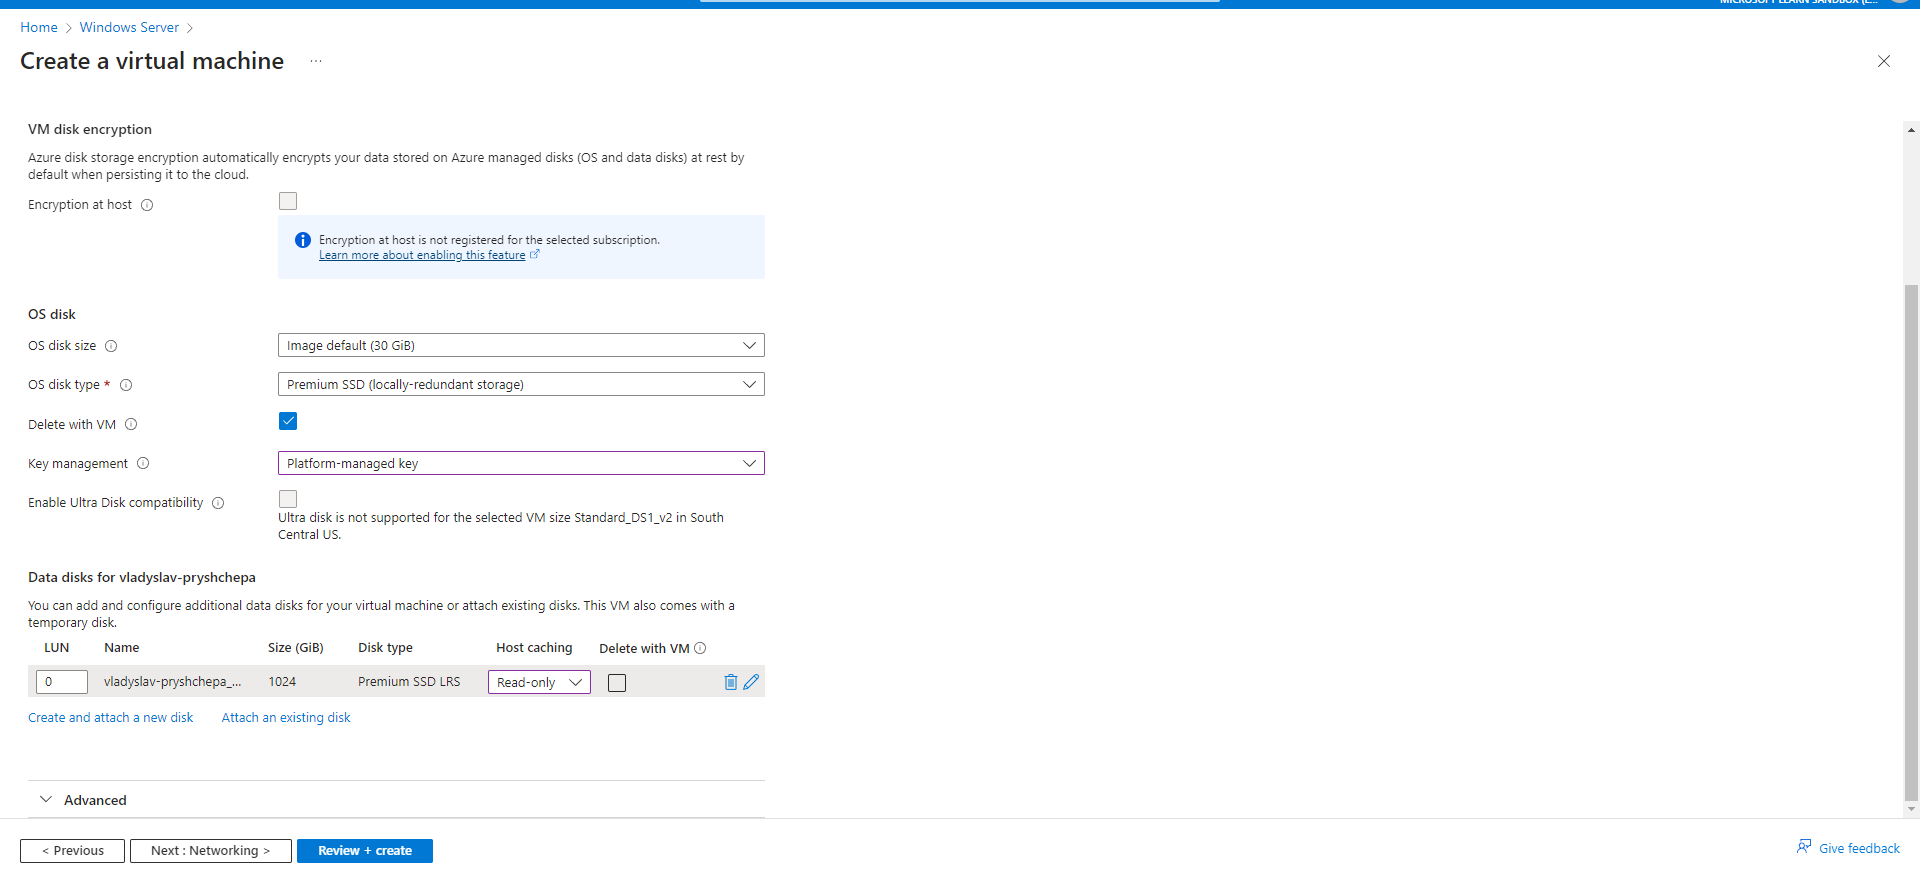 MICROSOFT LEARN SANDBOX (L...
Home > Windows Server >
Create a virtual machine ...
VM disk encryption
Azure disk storage encryption automatically encrypts your data stored on Azure managed disks (OS and data disks) at rest by
default when persisting it to the cloud.
Encryption at host
Encryption at host is not registered for the selected subscription.
Learn more about enabling this feature
OS disk
OS disk size
Image default (30 GiB)
OS disk type *
Premium SSD (locally-redundant storage)
Delete with VM
Key management
Platform-managed key
Enable Ultra Disk compatibility
Ultra disk is not supported for the selected VM size Standard_DS1_v2 in South
Central US.
Data disks for vladyslav-pryshchepa
You can add and configure additional data disks for your virtual machine or attach existing disks. This VM also comes with a
temporary disk.
LUN Name Size (GiB) Disk type Host caching Delete with VM
0 vladyslav-pryshchepa_... 1024 Premium SSD LRS Read-only
Create and attach a new disk Attach an existing disk
Advanced
< Previous Next : Networking > Review + create
Give feedback